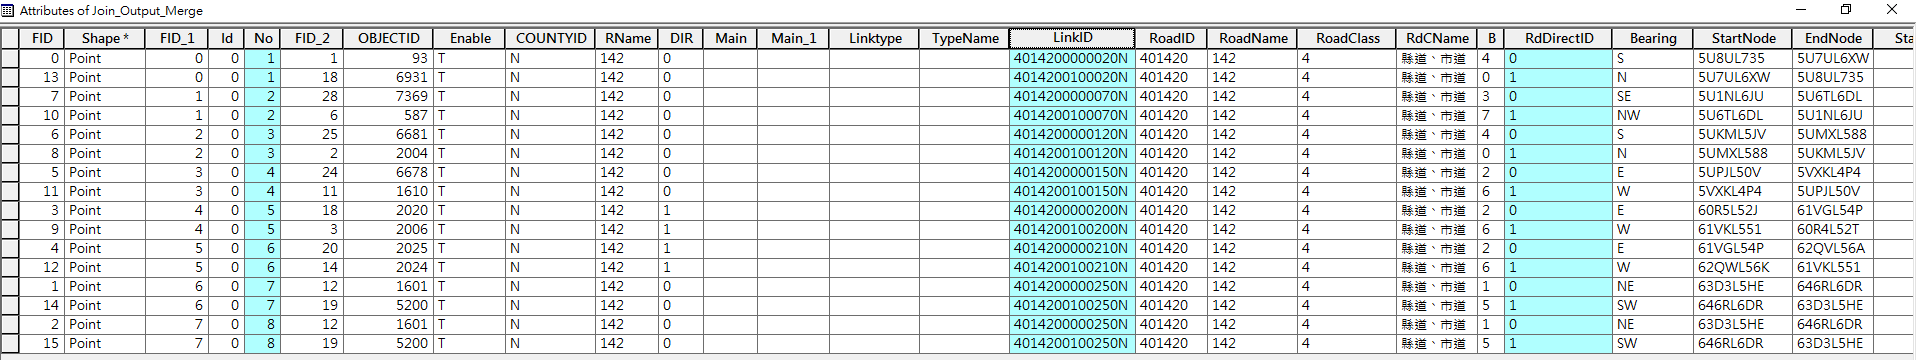 Attributes of Join_Output_Merge
FID Shape * FID_1 Id No FID_2 OBJECTID Enable COUNTYID RName DIR Main Main_1 Linktype TypeName LinkID RoadID RoadName RoadClass RdCName B RdDirectID Bearing StartNode EndNode Sta
0 Point 0 0 1 1 93 T N 142 0 4014200000020N 401420 142 4 縣道、市道 4 0 S 5U8UL735 5U7UL6XW
13 Point 0 0 1 18 6931 T N 142 0 4014200100020N 401420 142 4 縣道、市道 0 1 N 5U7UL6XW 5U8UL735
7 Point 1 0 2 28 7369 T N 142 0 4014200000070N 401420 142 4 縣道、市道 3 0 SE 5U1NL6JU 5U6TL6DL
10 Point 1 0 2 6 587 T N 142 0 4014200100070N 401420 142 4 縣道、市道 7 1 NW 5U6TL6DL 5U1NL6JU
6 Point 2 0 3 25 6681 T N 142 0 4014200000120N 401420 142 4 縣道、市道 4 0 S 5UKML5JV 5UMXL588
8 Point 2 0 3 2 2004 T N 142 0 4014200100120N 401420 142 4 縣道、市道 0 1 N 5UMXL588 5UKML5JV
5 Point 3 0 4 24 6678 T N 142 0 4014200000150N 401420 142 4 縣道、市道 2 0 E 5UPJL50V 5VXKL4P4
11 Point 3 0 4 11 1610 T N 142 0 4014200100150N 401420 142 4 縣道、市道 6 1 W 5VXKL4P4 5UPJL50V
3 Point 4 0 5 18 2020 T N 142 1 4014200000200N 401420 142 4 縣道、市道 2 0 E 60R5L52J 61VGL54P
9 Point 4 0 5 3 2006 T N 142 1 4014200100200N 401420 142 4 縣道、市道 6 1 W 61VKL551 60R4L52T
4 Point 5 0 6 20 2025 T N 142 1 4014200000210N 401420 142 4 縣道、市道 2 0 E 61VGL54P 62QVL56A
12 Point 5 0 6 14 2024 T N 142 1 4014200100210N 401420 142 4 縣道、市道 6 1 W 62QWL56K 61VKL551
1 Point 6 0 7 12 1601 T N 142 0 4014200000250N 401420 142 4 縣道、市道 1 0 NE 63D3L5HE 646RL6DR
14 Point 6 0 7 19 5200 T N 142 0 4014200100250N 401420 142 4 縣道、市道 5 1 SW 646RL6DR 63D3L5HE
2 Point 7 0 8 12 1601 T N 142 0 4014200000250N 401420 142 4 縣道、市道 1 0 NE 63D3L5HE 646RL6DR
15 Point 7 0 8 19 5200 T N 142 0 4014200100250N 401420 142 4 縣道、市道 5 1 SW 646RL6DR 63D3L5HE